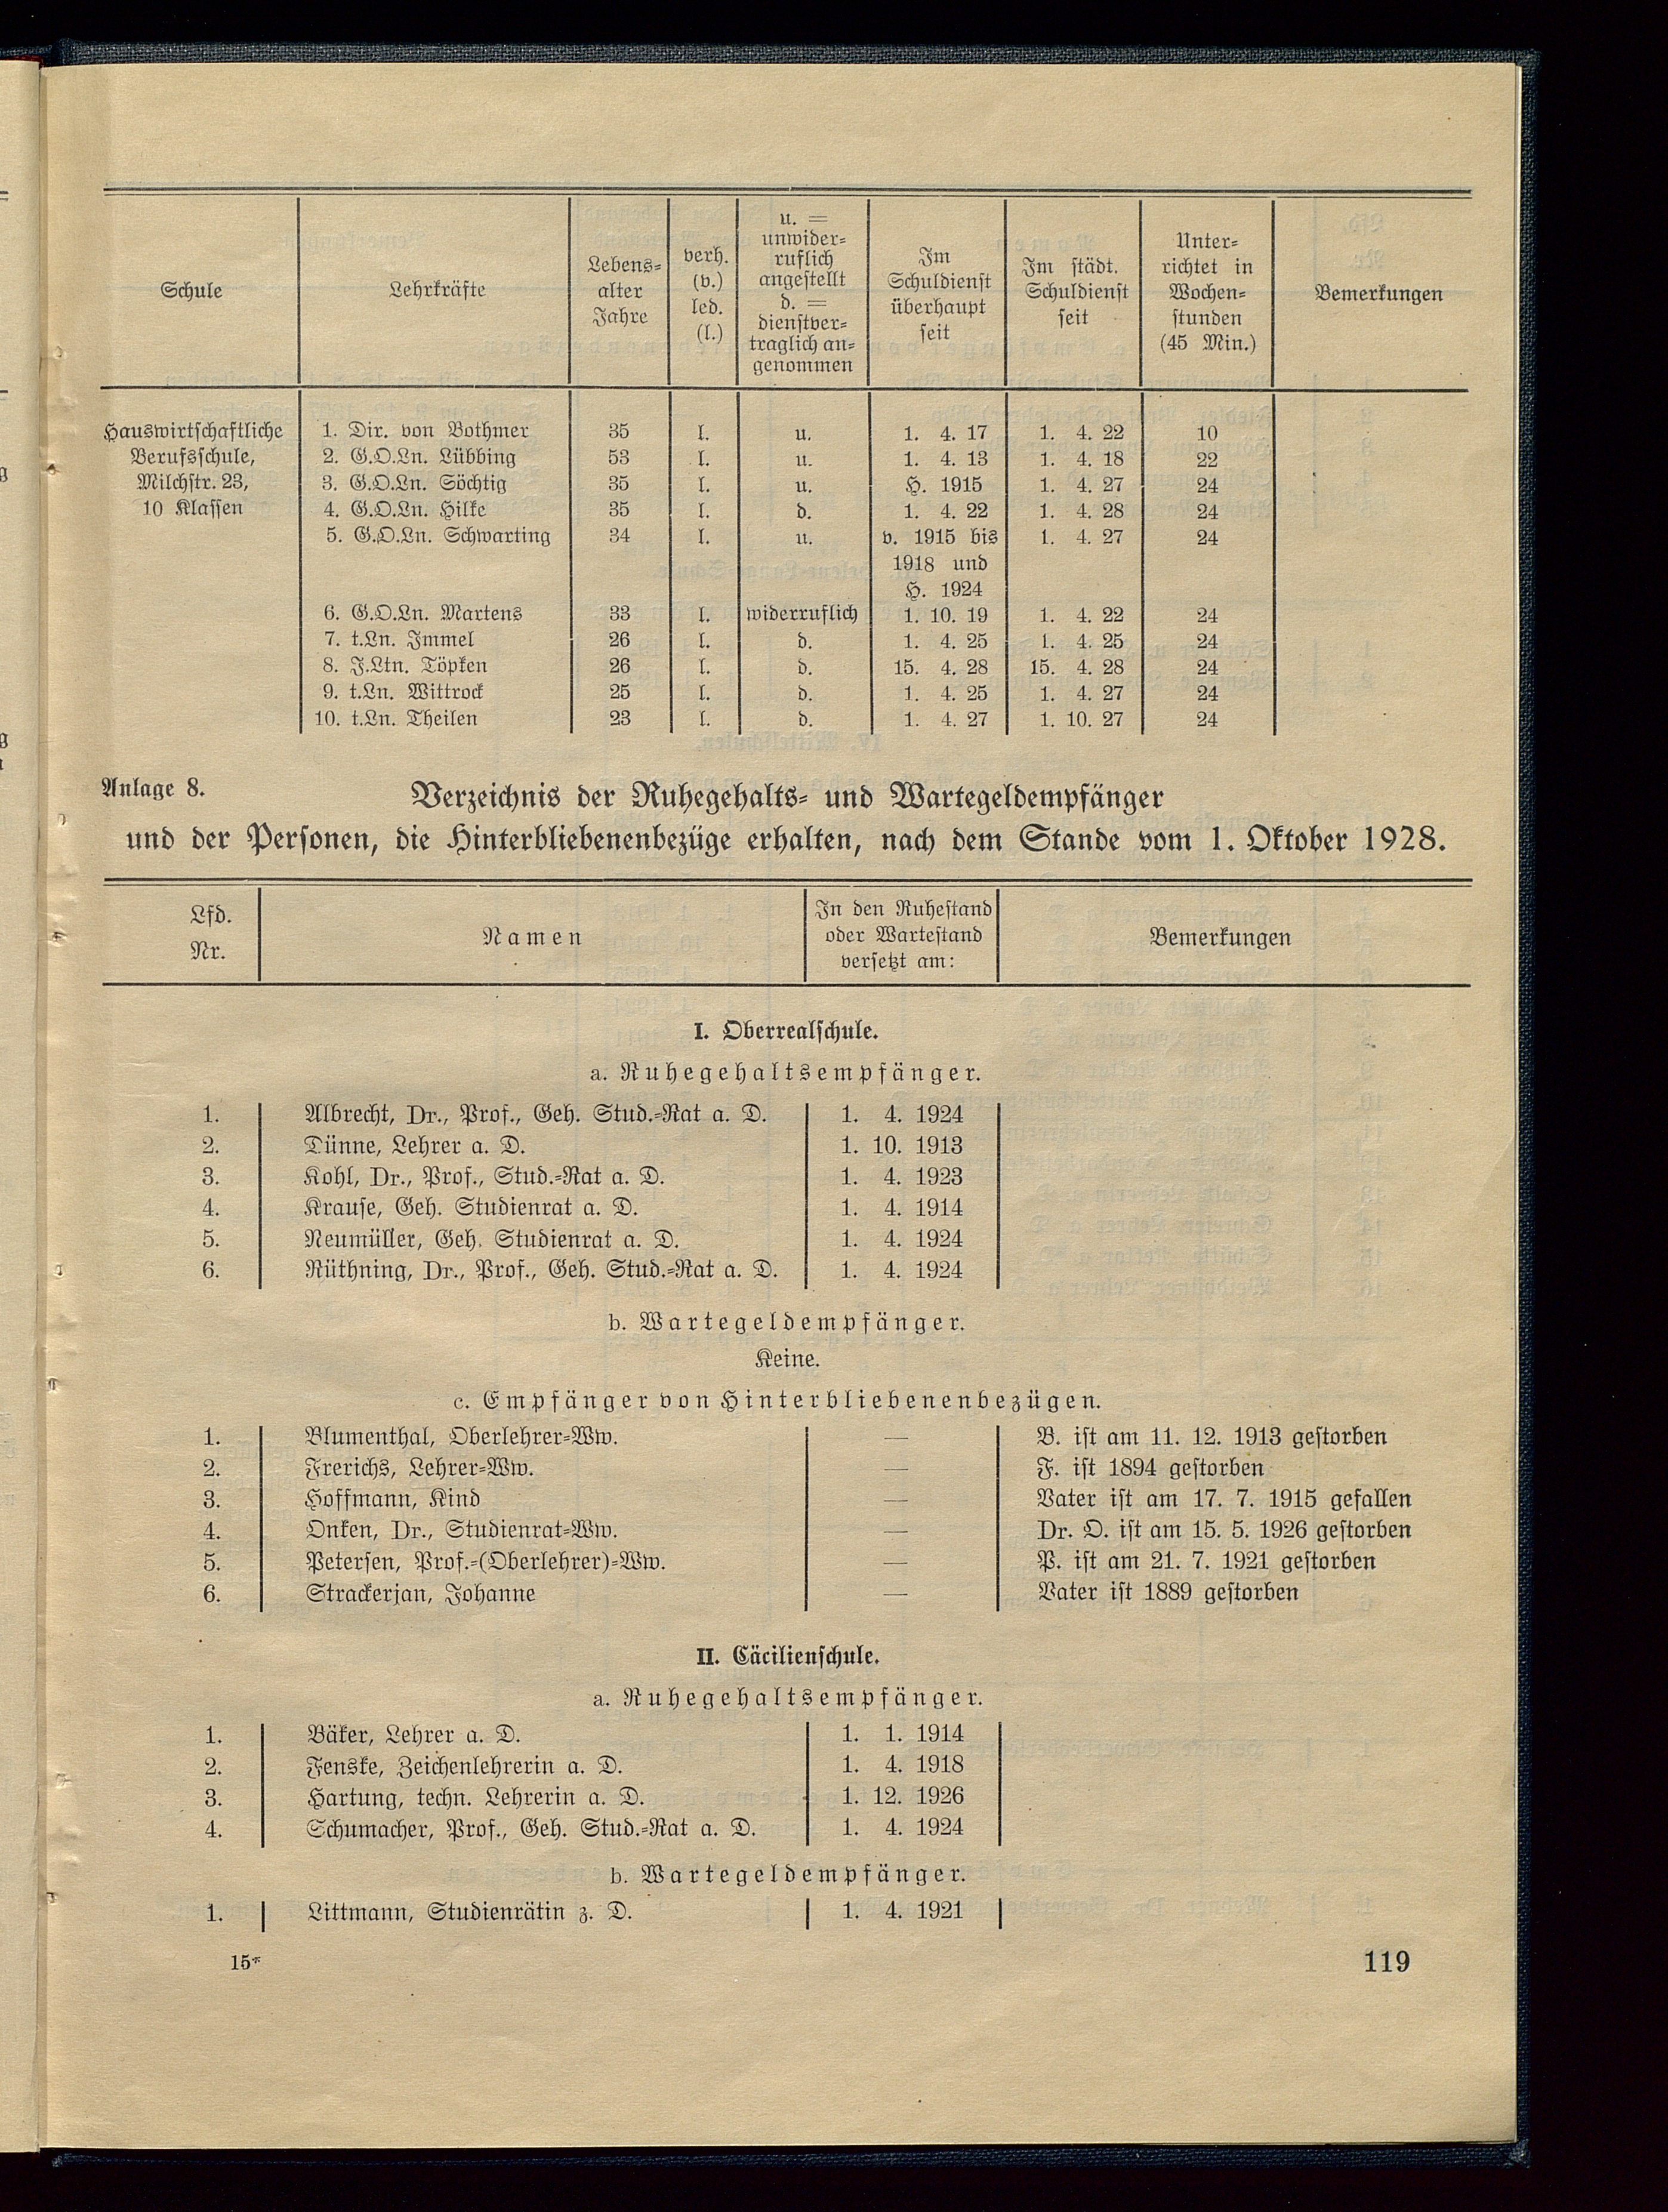 Schule | Lehrkräfte | Lebens-alter Jahre | verh. (v.) led. (l.) | u. = unwider-ruflich angestellt d. = dienstver-traglich an-genommen | Im Schuldienst überhaupt seit | Im städt. Schuldienst seit | Unter-richtet in Wochen-stunden (45 Min.) | Bemerkungen
Hauswirtschaftliche 1. Dir. von Bothmer 35 l. u. 1. 4. 17 1. 4. 22 10
Berufsschule, 2. G.O.Ln. Lübbing 53 l. u. 1. 4. 13 1. 4. 18 22
Milchstr. 23, 3. G.O.Ln. Söchtig 35 l. u. H. 1915 1. 4. 27 24
10 Klassen 4. G.O.Ln. Hilke 35 l. d. 1. 4. 22 1. 4. 28 24
5. G.O.Ln. Schwarting 34 l. u. v. 1915 bis 1. 4. 27 24
1918 und
H. 1924
6. G.O.Ln. Martens 33 l. widerruflich 1. 10. 19 1. 4. 22 24
7. t.Ln. Immel 26 l. d. 1. 4. 25 1. 4. 25 24
8. J.Ltn. Töpken 26 l. d. 15. 4. 28 15. 4. 28 24
9. t.Ln. Wittrock 25 l. d. 1. 4. 25 1. 4. 27 24
10. t.Ln. Theilen 23 l. d. 1. 4. 27 1. 10. 27 24
Anlage 8. Verzeichnis der Ruhegehalts- und Wartegeldempfänger
und der Personen, die Hinterbliebenenbezüge erhalten, nach dem Stande vom 1. Oktober 1928.
Lfd. Nr. | Namen | In den Ruhestand oder Wartestand versetzt am: | Bemerkungen
I. Oberrealschule.
a. Ruhegehaltsempfänger.
1. Albrecht, Dr., Prof., Geh. Stud.-Rat a. D. 1. 4. 1924
2. Dünne, Lehrer a. D. 1. 10. 1913
3. Kohl, Dr., Prof., Stud.-Rat a. D. 1. 4. 1923
4. Krause, Geh. Studienrat a. D. 1. 4. 1914
5. Neumüller, Geh. Studienrat a. D. 1. 4. 1924
6. Rüthning, Dr., Prof., Geh. Stud.-Rat a. D. 1. 4. 1924
b. Wartegeldempfänger.
Keine.
c. Empfänger von Hinterbliebenenbezügen.
1. Blumenthal, Oberlehrer-Ww. — B. ist am 11. 12. 1913 gestorben
2. Frerichs, Lehrer-Ww. — F. ist 1894 gestorben
3. Hoffmann, Kind — Vater ist am 17. 7. 1915 gefallen
4. Onken, Dr., Studienrat-Ww. — Dr. O. ist am 15. 5. 1926 gestorben
5. Petersen, Prof.-(Oberlehrer)-Ww. — P. ist am 21. 7. 1921 gestorben
6. Strackerjan, Johanne — Vater ist 1889 gestorben
II. Cäcilienschule.
a. Ruhegehaltsempfänger.
1. Bäker, Lehrer a. D. 1. 1. 1914
2. Fenske, Zeichenlehrerin a. D. 1. 4. 1918
3. Hartung, techn. Lehrerin a. D. 1. 12. 1926
4. Schumacher, Prof., Geh. Stud.-Rat a. D. 1. 4. 1924
b. Wartegeldempfänger.
1. Littmann, Studienrätin z. D. 1. 4. 1921
15*
119